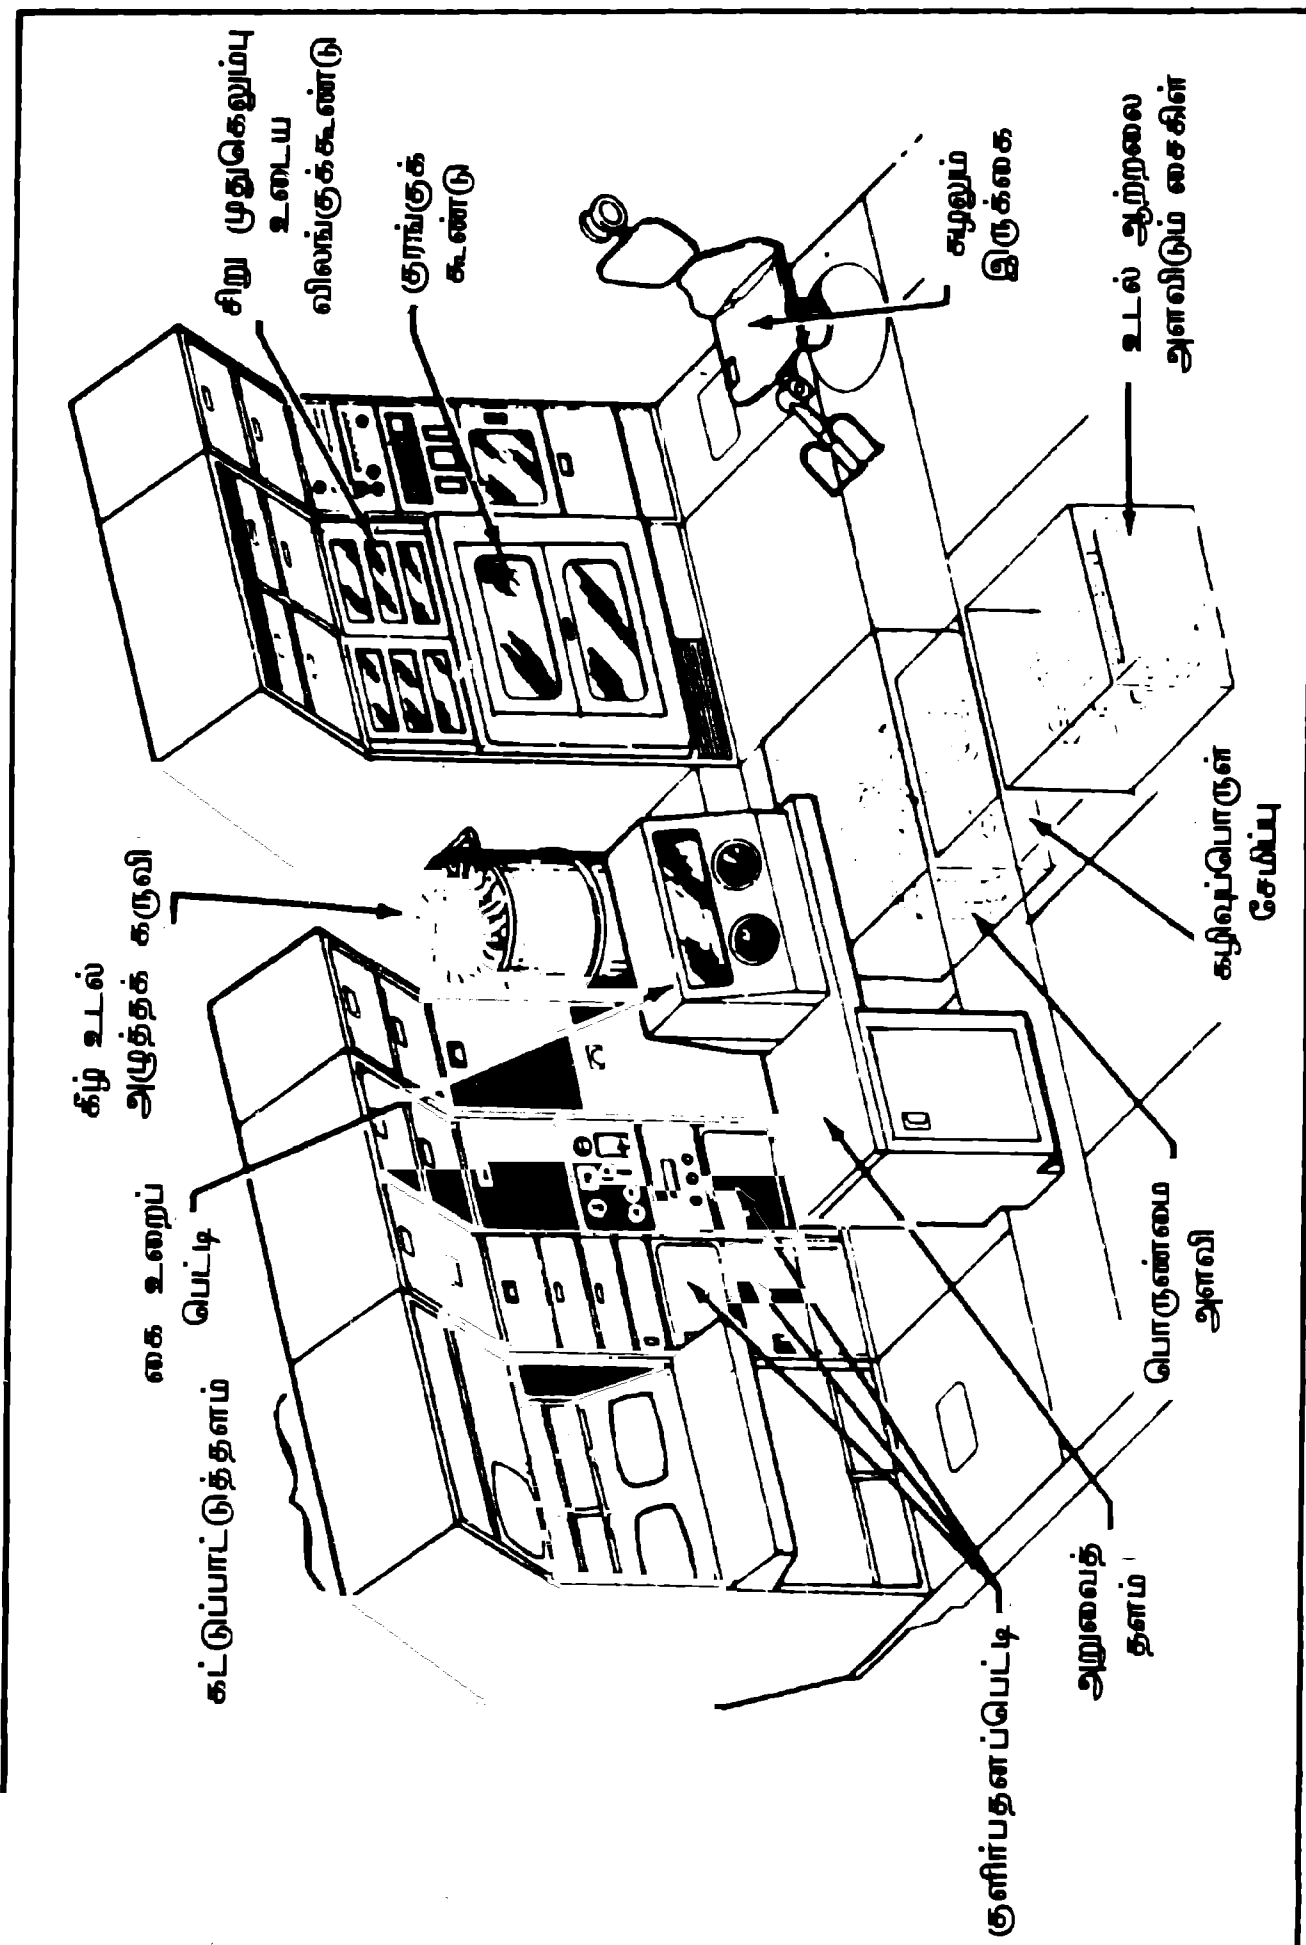 கட்டுப்பாட்டுத்தளம்
கை உறைப்
பெட்டி
கீழ் உடல்
அழுத்தக் கருவி
சிறு முதுகெலும்பு
உடைய
விலங்குக்கூண்டு
குரங்குக்
கூண்டு
சுழலும்
இருக்கை
உடல் ஆற்றலை
அளவிடும் சைகிள்
கழிவுப்பொருள்
சேமிப்பு
பொருண்மை
அளவி
அறுவைத்
தளம்
குளிர்பதனப்பெட்டி